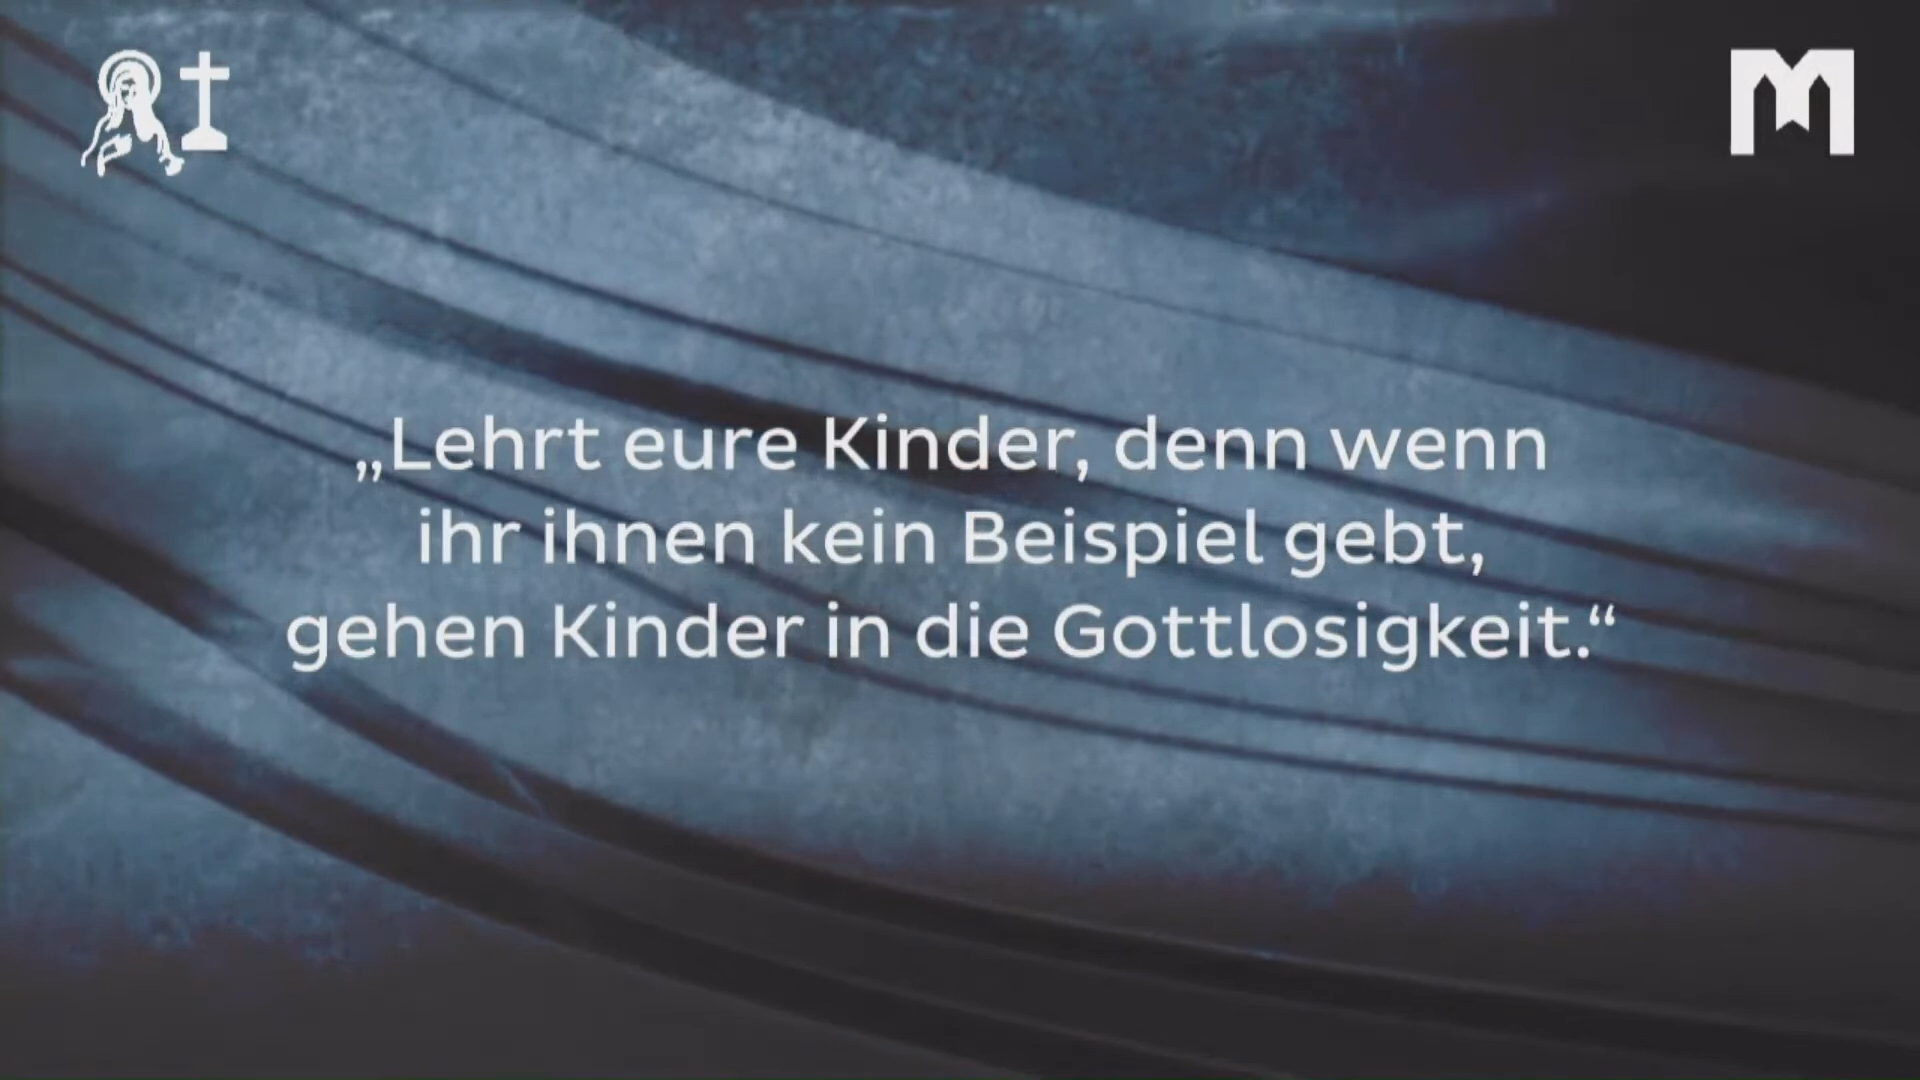 „Lehrt eure Kinder, denn wenn
ihr ihnen kein Beispiel gebt,
gehen Kinder in die Gottlosigkeit.“